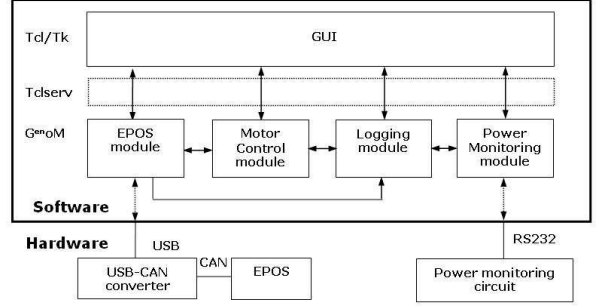 Tcl/Tk
GUI
Tclserv
GenoM
EPOS
module
Motor
Control
module
Logging
module
Power
Monitoring
module
Software
Hardware
USB
RS232
USB-CAN
converter
CAN
EPOS
Power monitoring
circuit